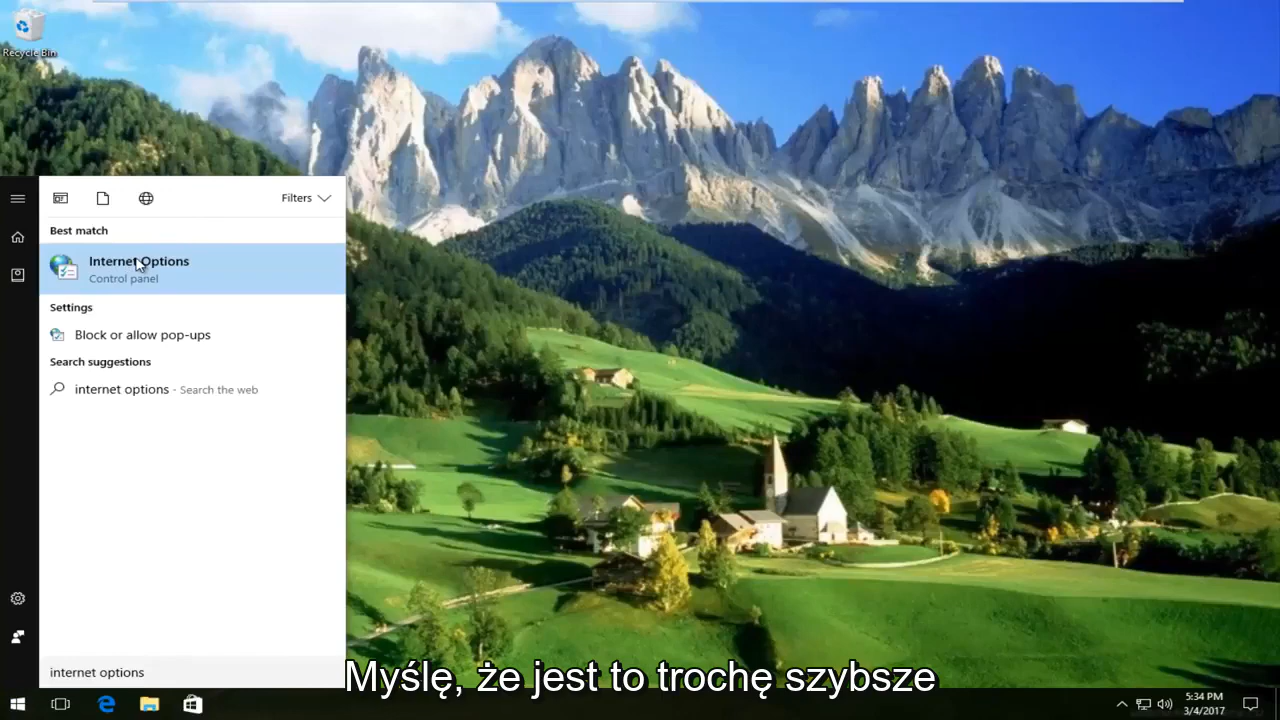 Recycle Bin
Filters
Best match
Internet Options
Control panel
Settings
Block or allow pop-ups
Search suggestions
internet options - Search the web
internet options
Myślę, że jest to trochę szybsze
5:34 PM
3/4/2017